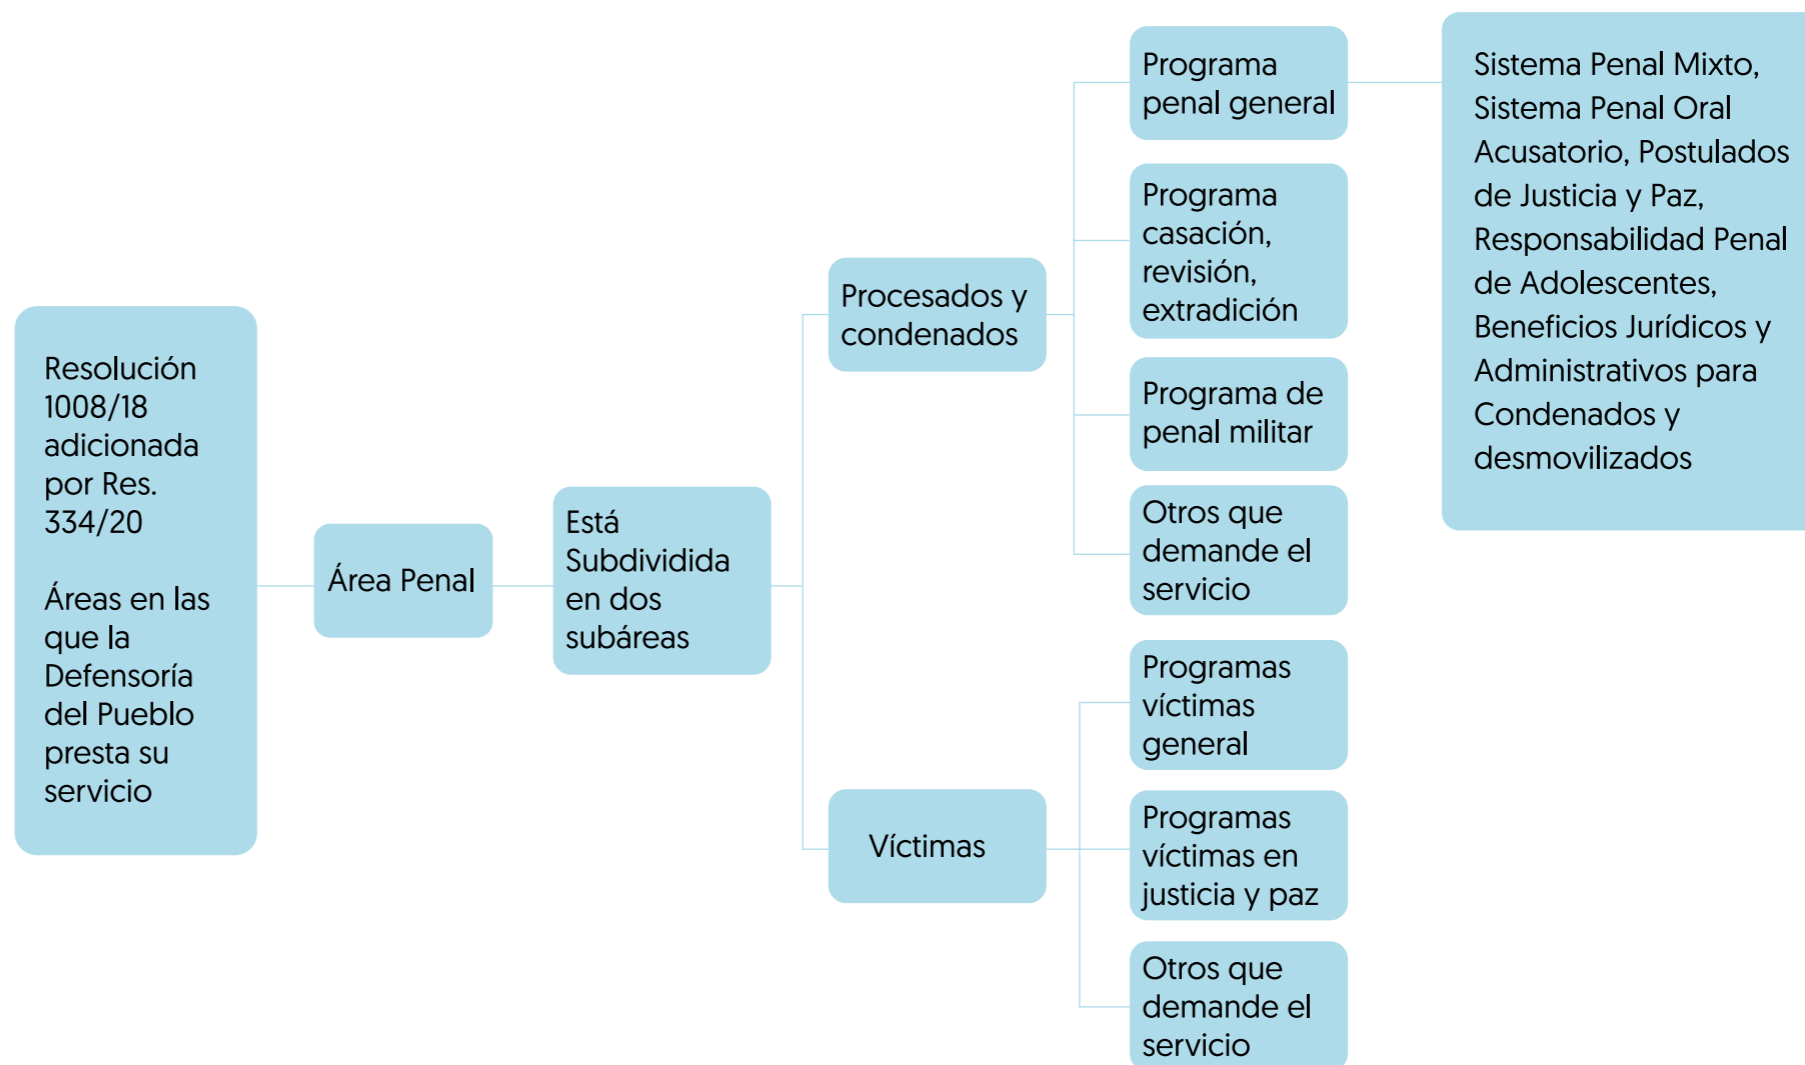 Resolución
1008/18
adicionada
por Res.
334/20
Áreas en las
que la
Defensoría
del Pueblo
presta su
servicio
Área Penal
Está
Subdividida
en dos
subáreas
Procesados y
condenados
Programa
penal general
Sistema Penal Mixto,
Sistema Penal Oral
Acusatorio, Postulados
de Justicia y Paz,
Responsabilidad Penal
de Adolescentes,
Beneficios Jurídicos y
Administrativos para
Condenados y
desmovilizados
Programa
casación,
revisión,
extradición
Programa de
penal militar
Otros que
demande el
servicio
Víctimas
Programas
víctimas
general
Programas
víctimas en
justicia y paz
Otros que
demande el
servicio